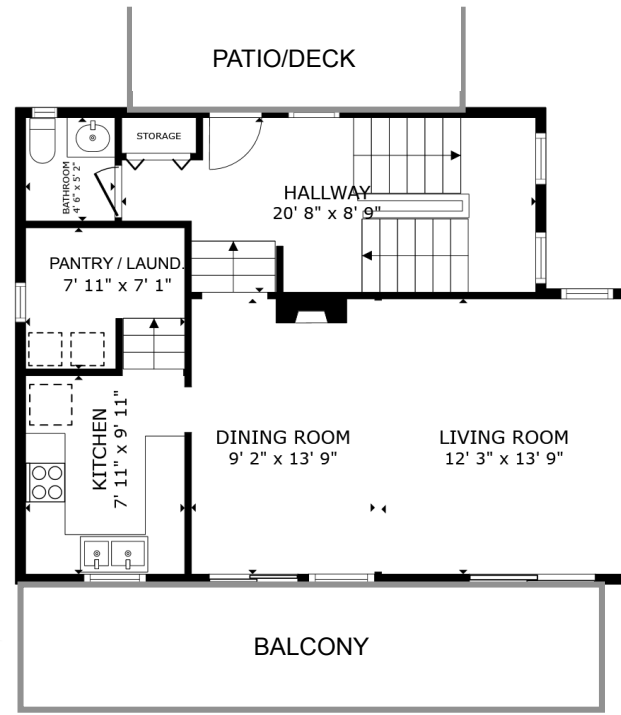 PATIO/DECK
STORAGE
BATHROOM
4' 6" x 5' 2"
HALLWAY
20' 8" x 8' 9"
PANTRY / LAUND.
7' 11" x 7' 1"
KITCHEN
7' 11" x 9' 11"
DINING ROOM
9' 2" x 13' 9"
LIVING ROOM
12' 3" x 13' 9"
BALCONY